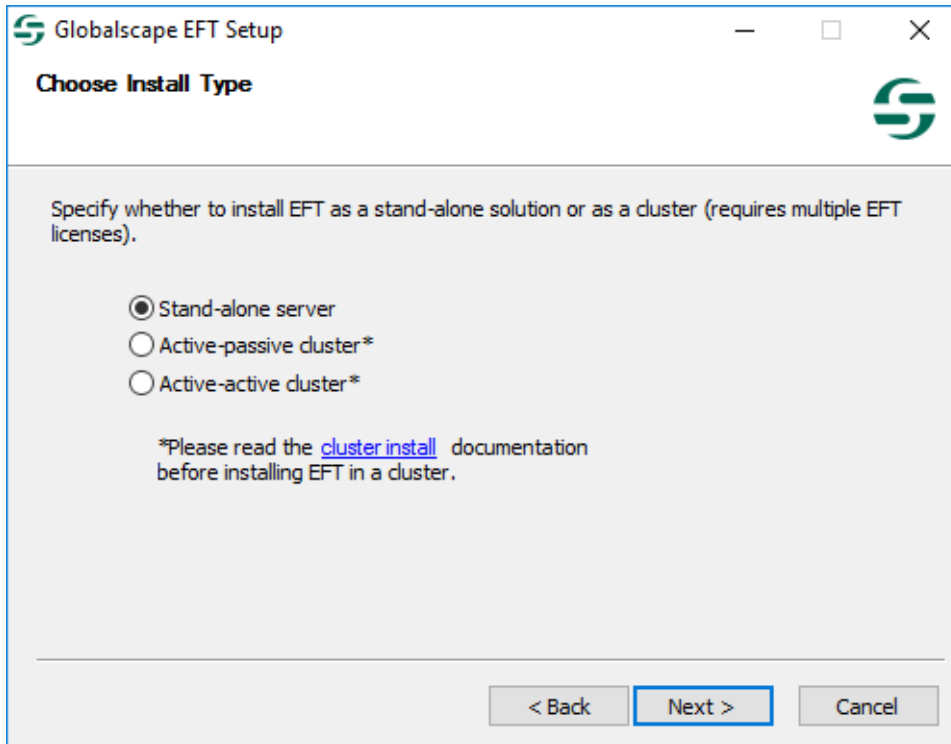 Globalscape EFT Setup
Choose Install Type
Specify whether to install EFT as a stand-alone solution or as a cluster (requires multiple EFT
licenses).
Stand-alone server
Active-passive cluster*
Active-active cluster*
*Please read the cluster install documentation
before installing EFT in a cluster.
< Back Next > Cancel